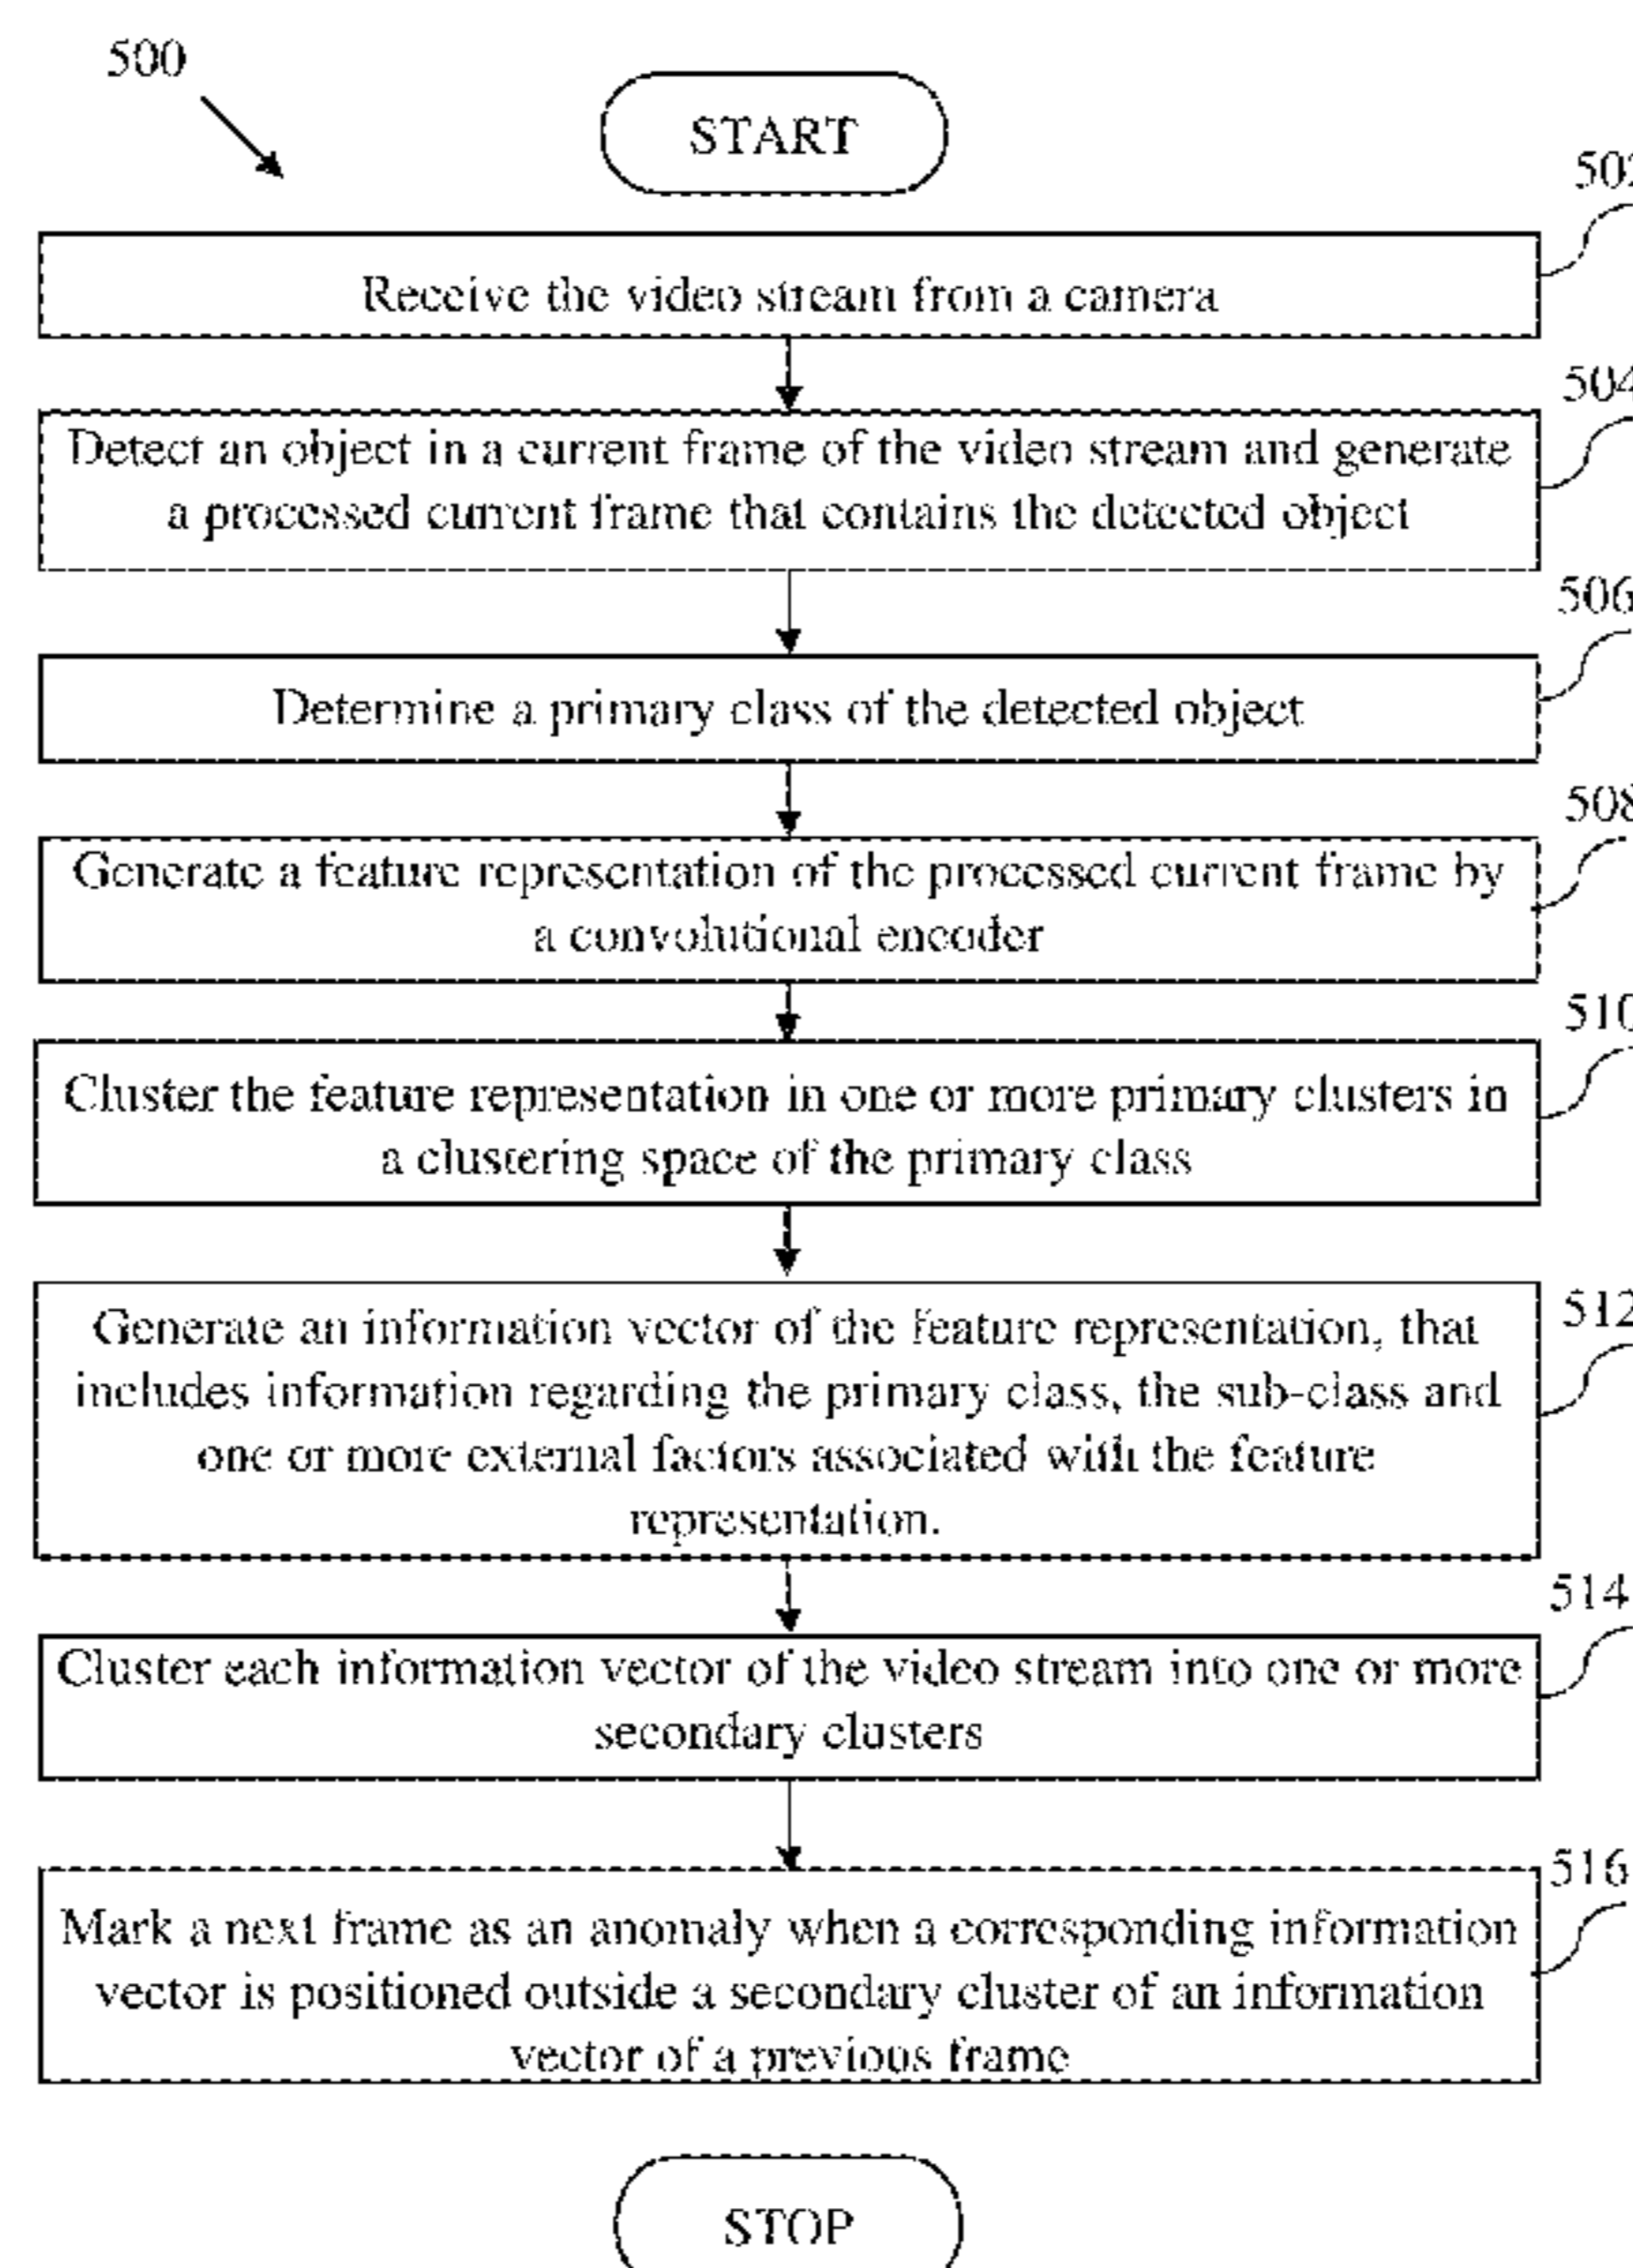 500
START
502
Receive the video stream from a camera
504
Detect an object in a current frame of the video stream and generate
a processed current frame that contains the detected object
506
Determine a primary class of the detected object
508
Generate a feature representation of the processed current frame by
a convolutional encoder
510
Cluster the feature representation in one or more primary clusters in
a clustering space of the primary class
512
Generate an information vector of the feature representation, that
includes information regarding the primary class, the sub-class and
one or more external factors associated with the feature
representation.
514
Cluster each information vector of the video stream into one or more
secondary clusters
516
Mark a next frame as an anomaly when a corresponding information
vector is positioned outside a secondary cluster of an information
vector of a previous frame
STOP